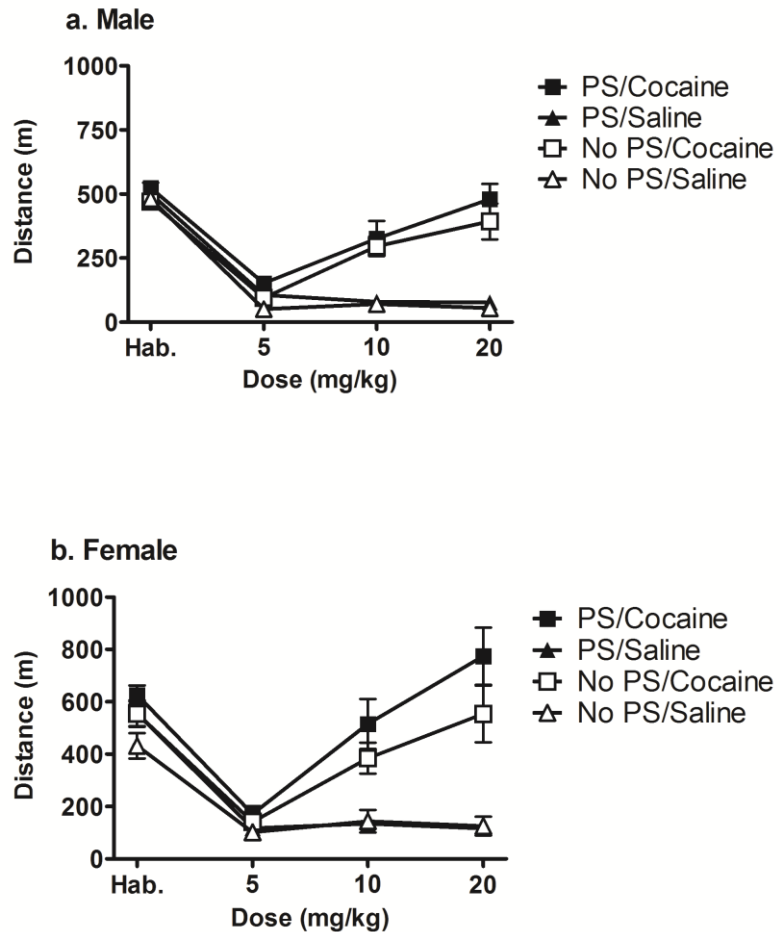 a. Male
1000
750
500
250
0
Distance (m)
Hab. 5 10 20
Dose (mg/kg)
PS/Cocaine
PS/Saline
No PS/Cocaine
No PS/Saline
b. Female
1000
800
600
400
200
0
Distance (m)
Hab. 5 10 20
Dose (mg/kg)
PS/Cocaine
PS/Saline
No PS/Cocaine
No PS/Saline